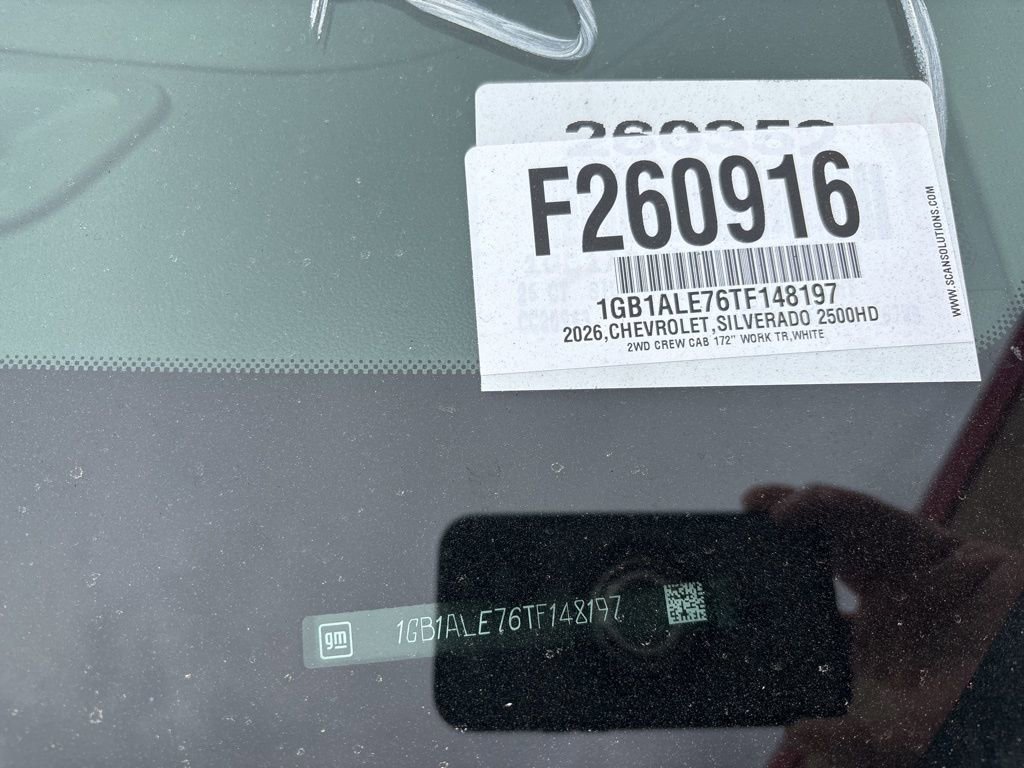 F260916
1GB1ALE76TF148197
2026,CHEVROLET,SILVERADO 2500HD
2WD CREW CAB 172" WORK TR,WHITE
WWW.SCANSOLUTIONS.COM
gm
1GB1ALE76TF148197